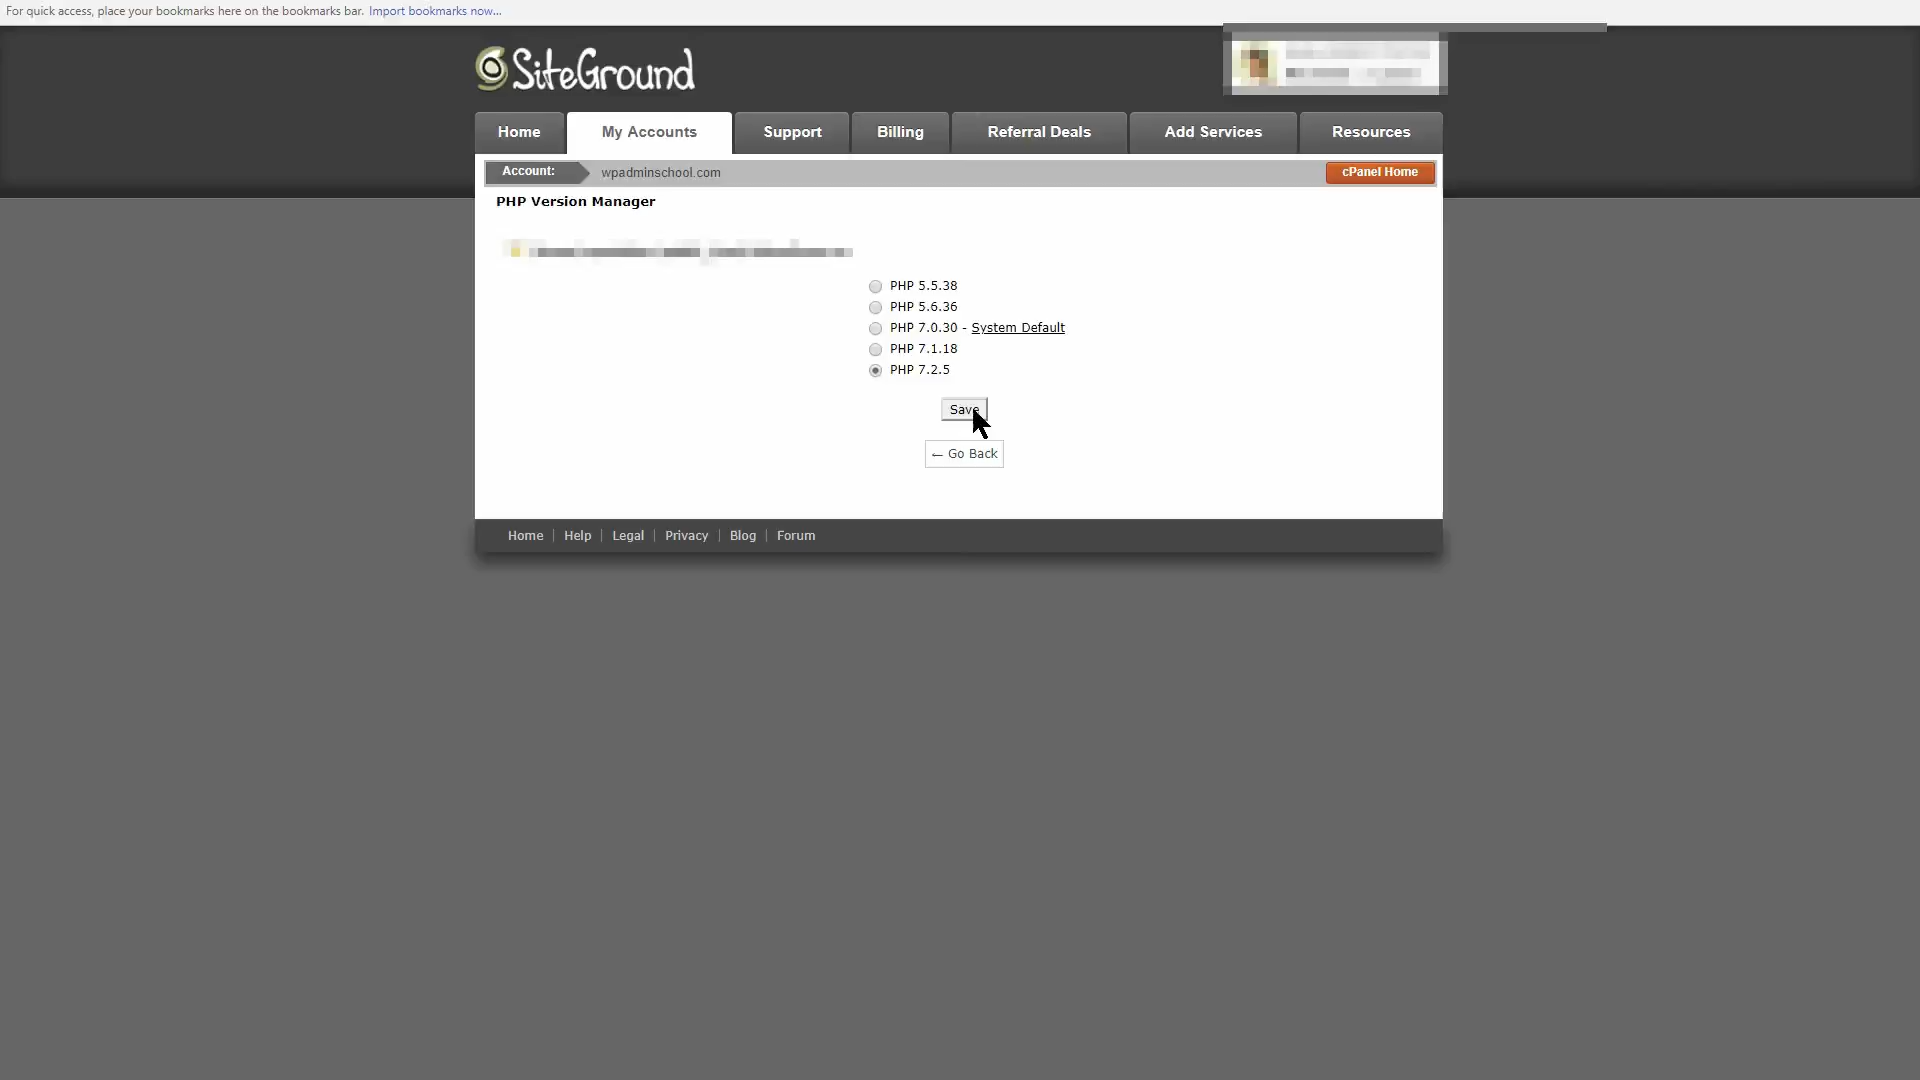 For quick access, place your bookmarks here on the bookmarks bar. Import bookmarks now...
SiteGround
Home My Accounts Support Billing Referral Deals Add Services Resources
Account: wpadminschool.com cPanel Home
PHP Version Manager
PHP 5.5.38
PHP 5.6.36
PHP 7.0.30 - System Default
PHP 7.1.18
PHP 7.2.5
Save
← Go Back
Home | Help | Legal | Privacy | Blog | Forum